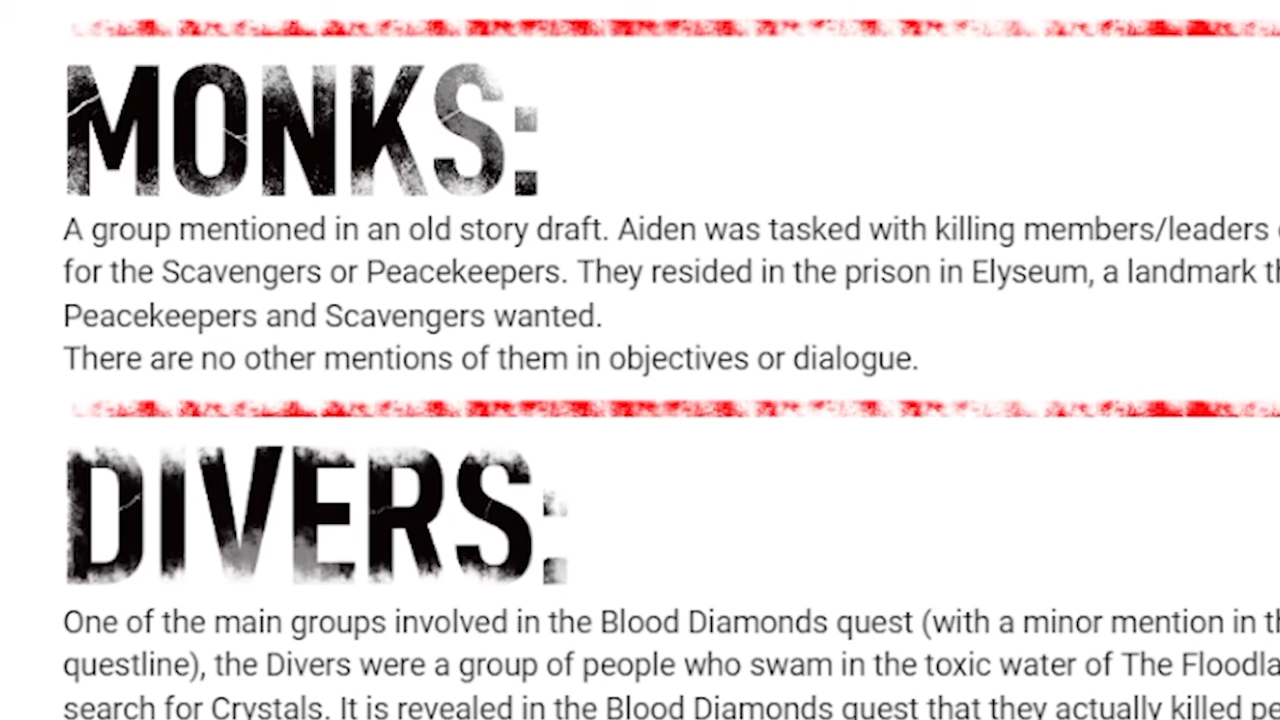 MONKS:
A group mentioned in an old story draft. Aiden was tasked with killing members/leaders
for the Scavengers or Peacekeepers. They resided in the prison in Elyseum, a landmark
Peacekeepers and Scavengers wanted.
There are no other mentions of them in objectives or dialogue.
DIVERS:
One of the main groups involved in the Blood Diamonds quest (with a minor mention in
questline), the Divers were a group of people who swam in the toxic water of The
search for Crystals. It is revealed in the Blood Diamonds quest that they actually killed